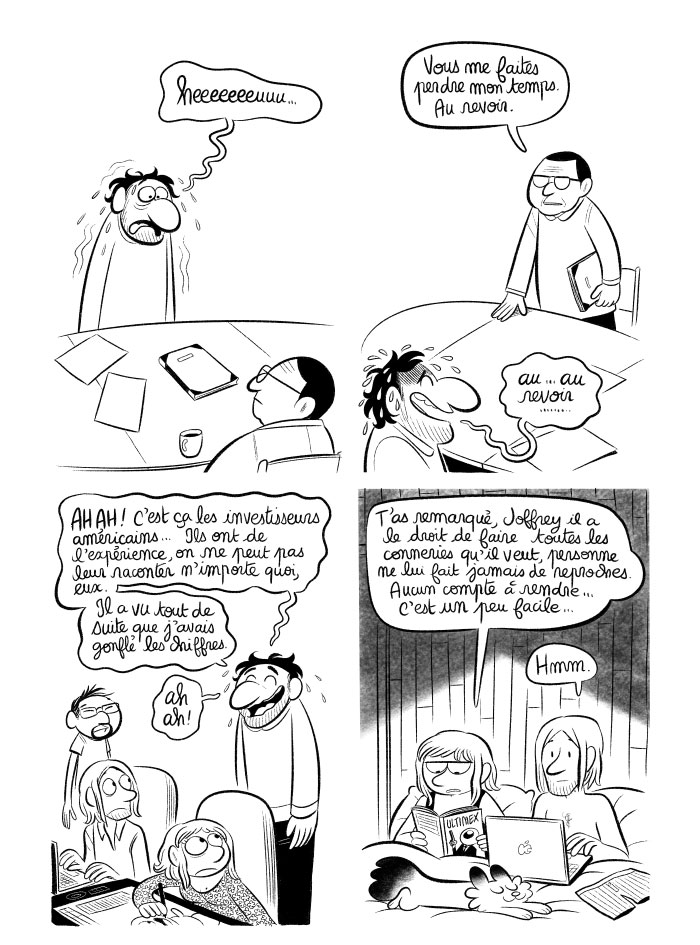 heeeeeeeuuu...
Vous me faites
perdre mon temps.
Au revoir.
au... au
revoir
........
AH AH! C'est ça les investisseurs
américains... Ils ont de
l'expérience, on ne peut pas
leur raconter n'importe quoi,
eux.
Il a vu tout de
suite que j'avais
gonflé les chiffres.
ah
ah!
T'as remarqué, Joffrey il a
le droit de faire toutes les
conneries qu'il veut, personne
ne lui fait jamais de reproches.
Aucun compte à rendre...
C'est un peu facile...
Hmm.
ULTIMEX